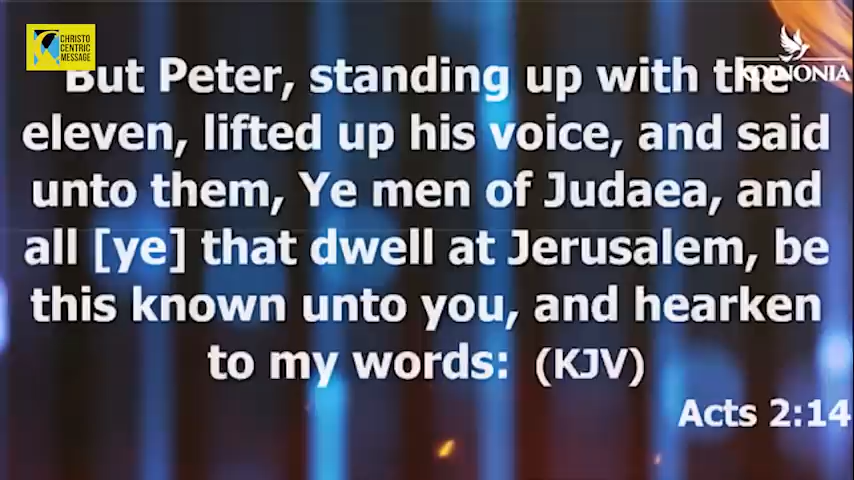 CHRISTO
CENTRIC
MESSAGE
KOINONIA
But Peter, standing up with the
eleven, lifted up his voice, and said
unto them, Ye men of Judaea, and
all [ye] that dwell at Jerusalem, be
this known unto you, and hearken
to my words: (KJV)
Acts 2:14